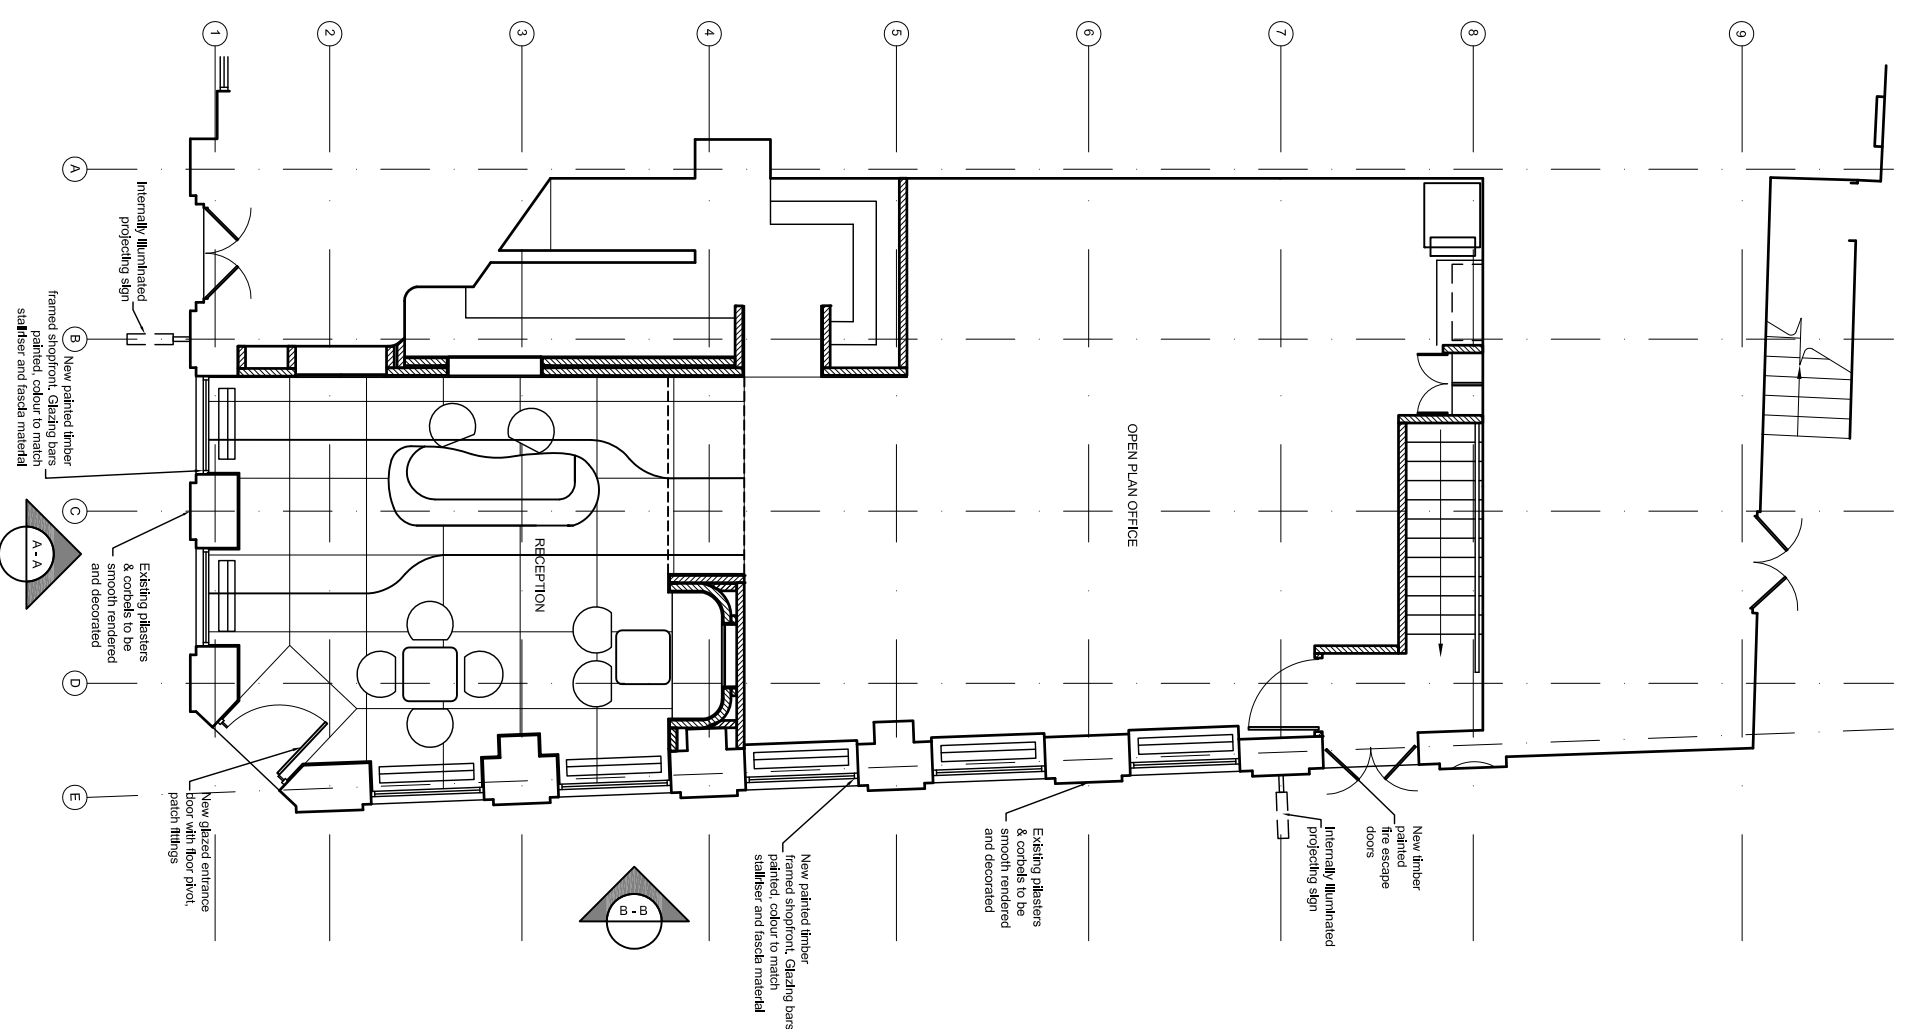 1
2
3
4
5
6
7
8
9
A
B
C
D
E
Internally Illuminated
projecting sign
New painted timber
framed shopfront. Glazing bars
painted, colour to match
stallriser and fascia material
A - A
Existing pilasters
& corbels to be
smooth rendered
and decorated
RECEPTION
OPEN PLAN OFFICE
New glazed entrance
door with floor pivot,
patch fittings
B - B
New painted timber
framed shopfront. Glazing bars
painted, colour to match
stallriser and fascia material
Existing pilasters
& corbels to be
smooth rendered
and decorated
Internally Illuminated
projecting sign
New timber
painted
fire escape
doors